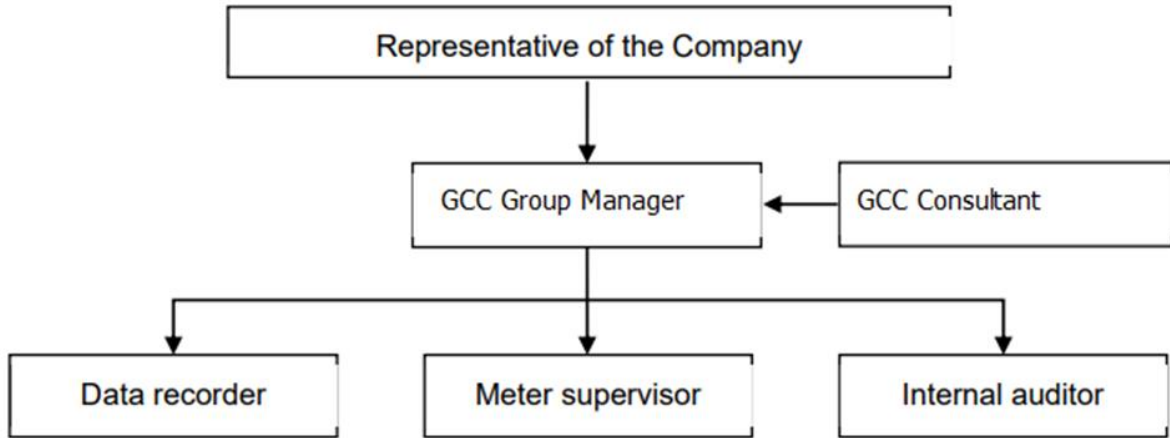 Representative of the Company
GCC Group Manager
GCC Consultant
Data recorder
Meter supervisor
Internal auditor